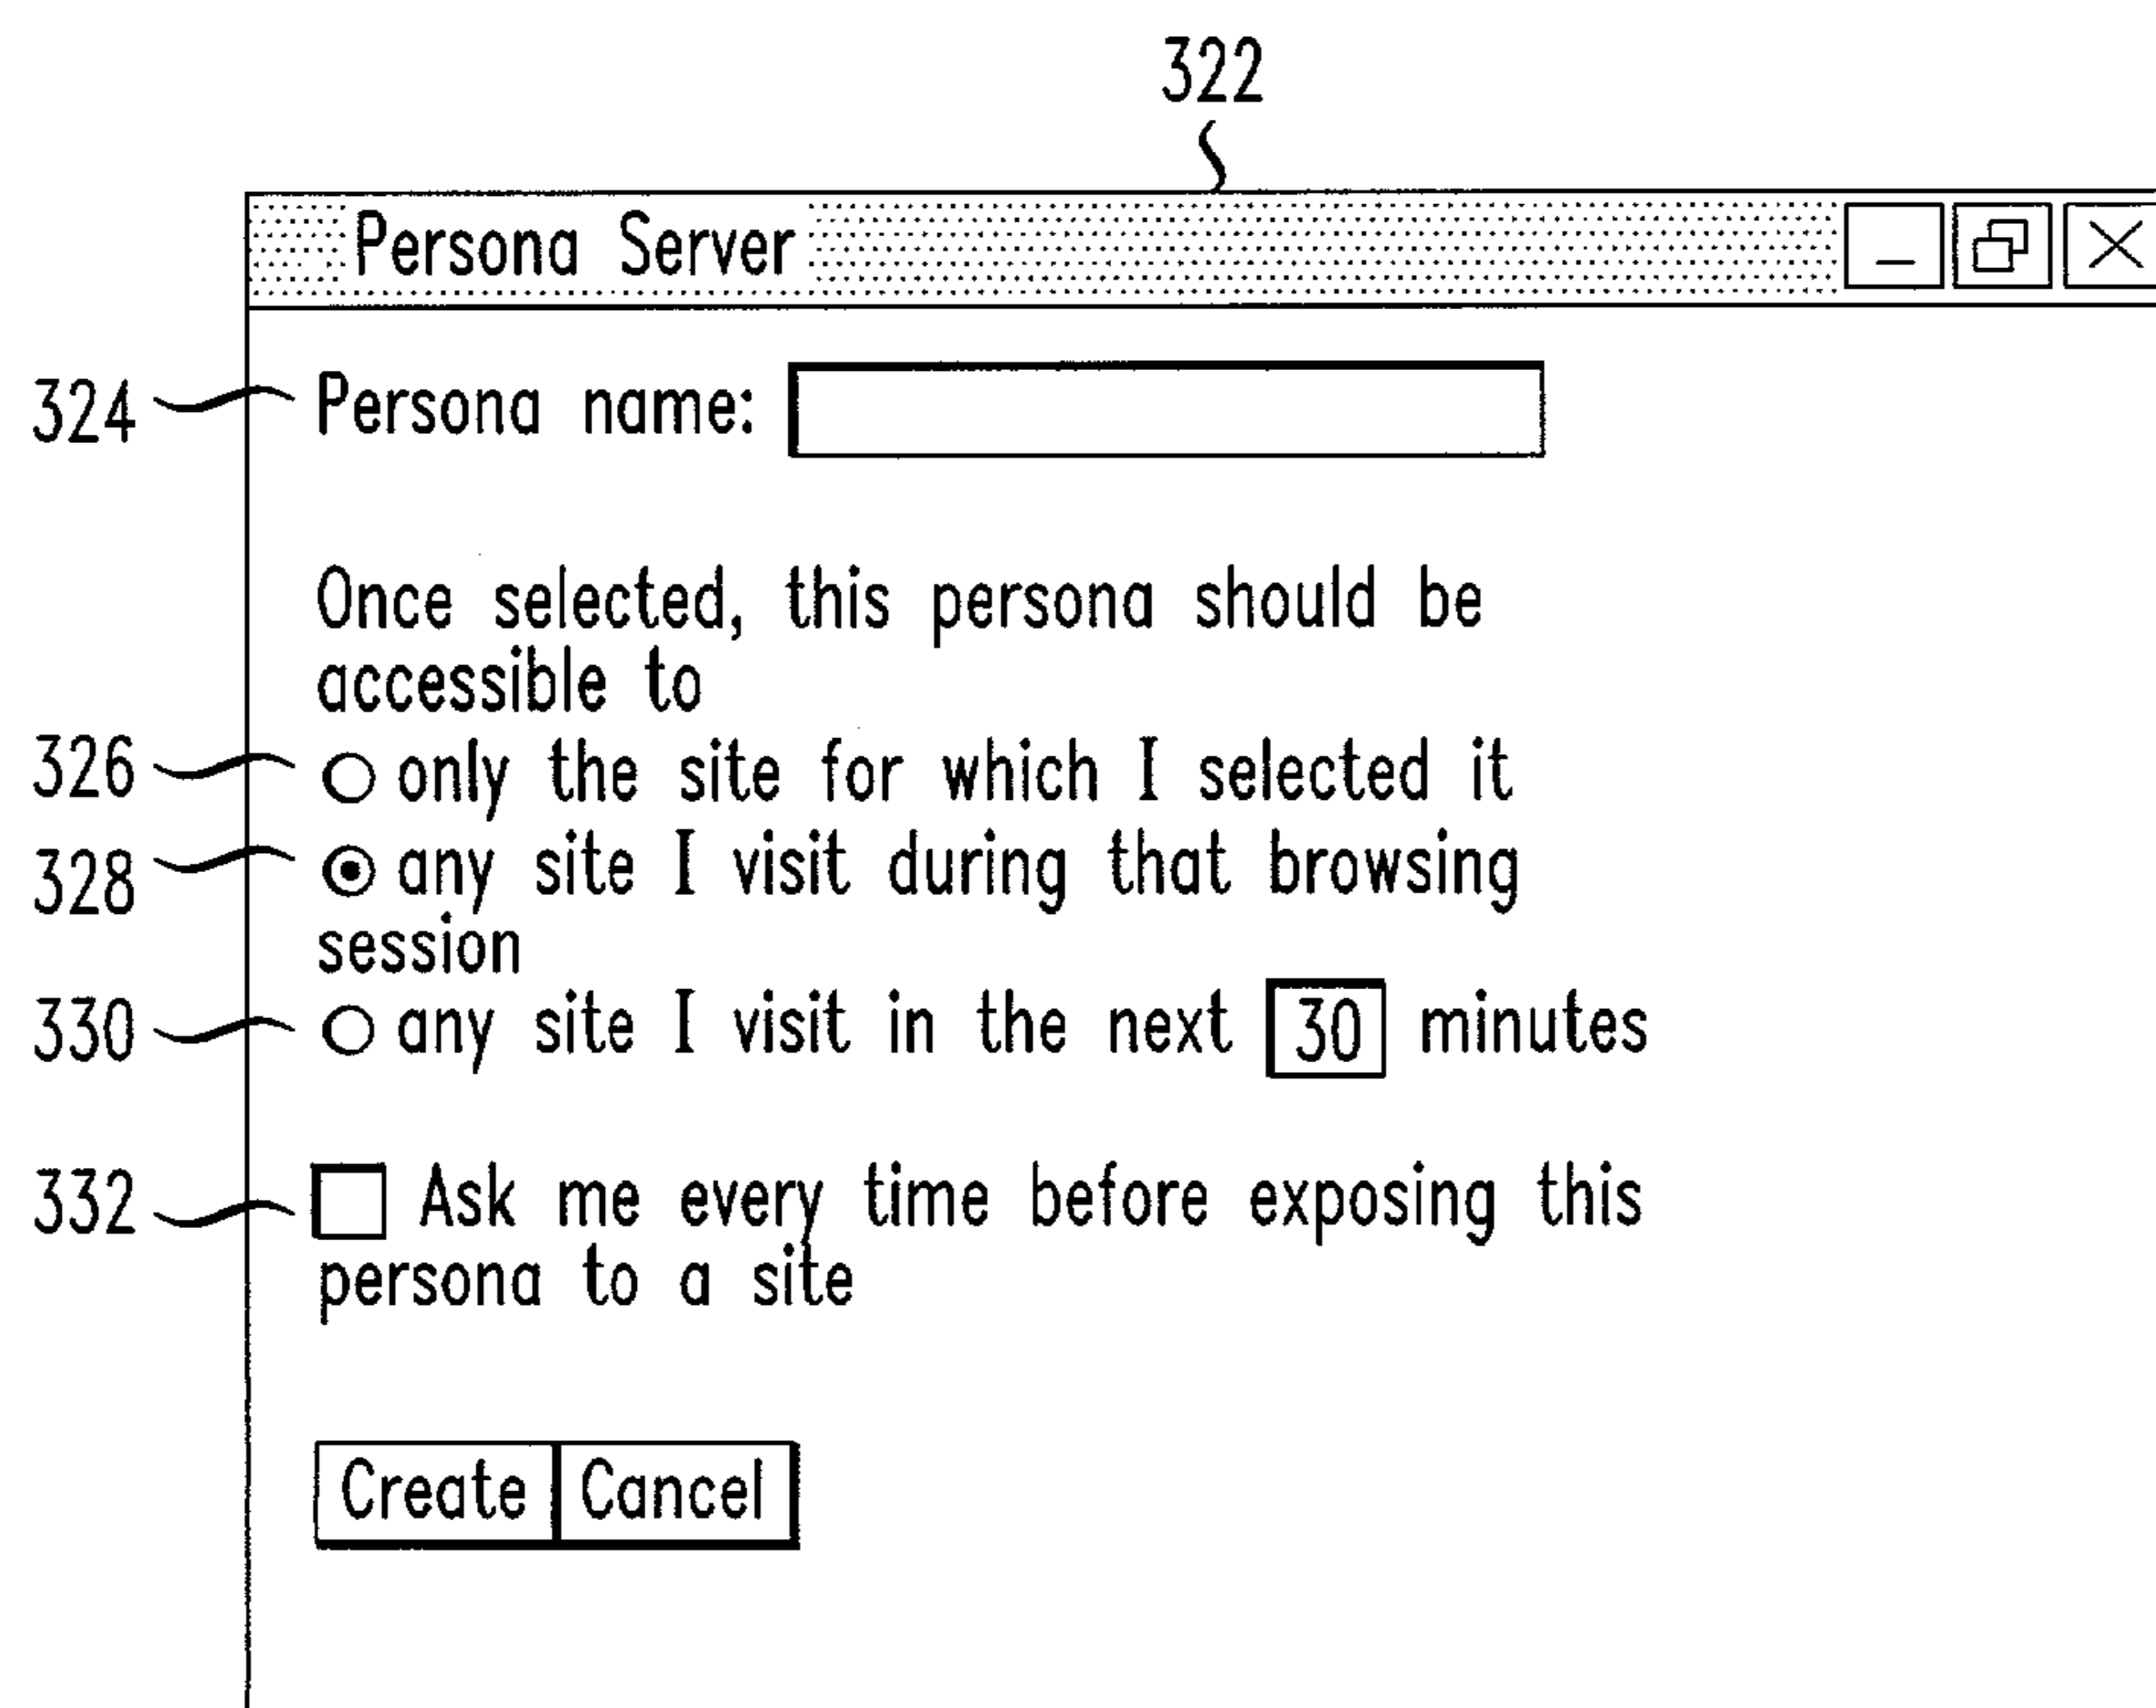 322
Persona Server
324 Persona name:
Once selected, this persona should be
accessible to
326 only the site for which I selected it
328 any site I visit during that browsing
session
330 any site I visit in the next 30 minutes
332 Ask me every time before exposing this
persona to a site
Create Cancel